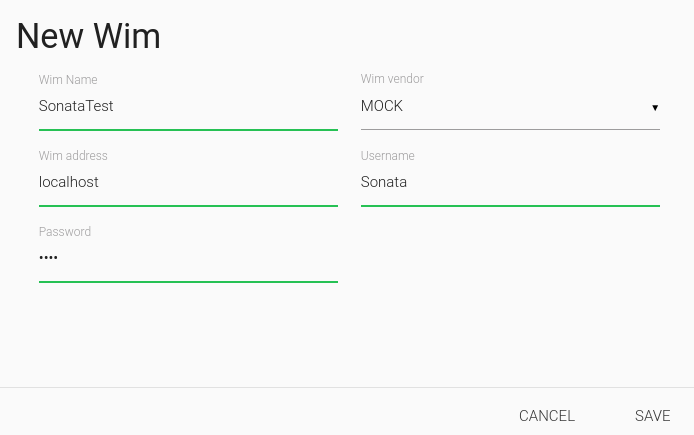 New Wim
Wim Name
SonataTest
Wim vendor
MOCK
Wim address
localhost
Username
Sonata
Password
••••
CANCEL
SAVE